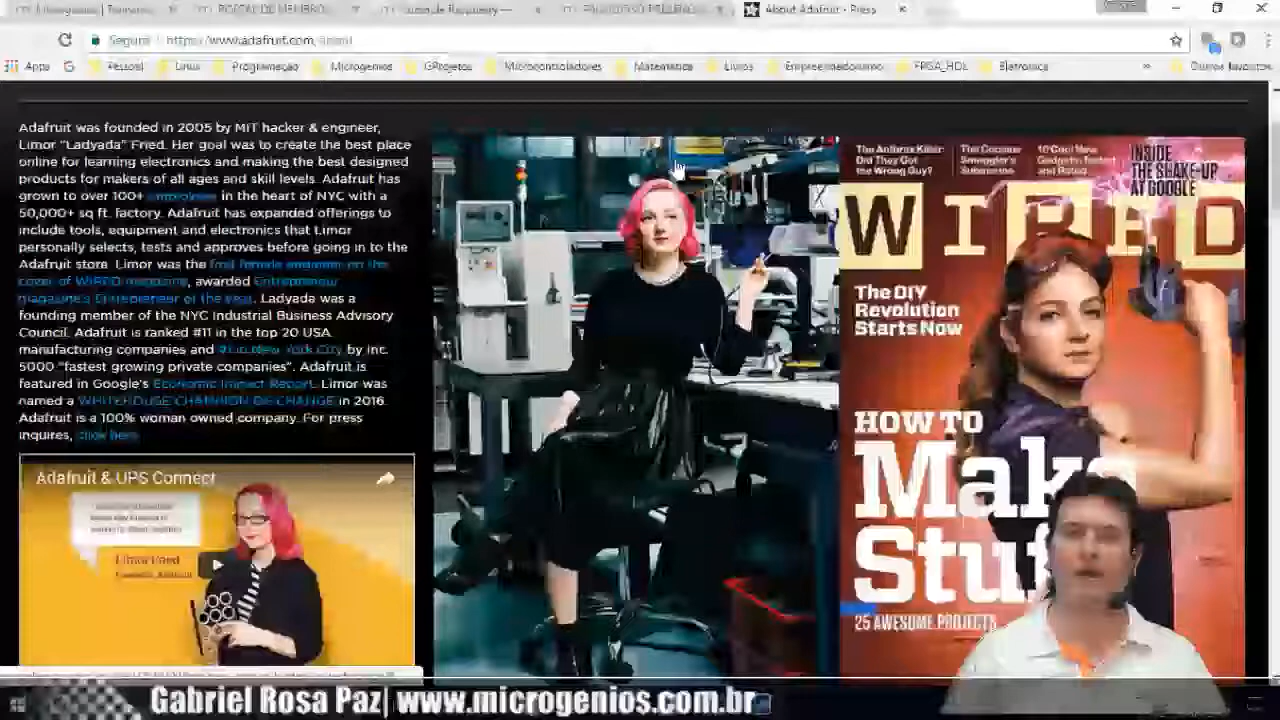 About Adafruit - Press
Seguro https://www.adafruit.com
Apps Pessoal Linux Programação Microgenios GProjetos Microcontroladores Matemática Livros Empreendedorismo FPGA_HDL Eletronica » Outros favoritos
Adafruit was founded in 2005 by MIT hacker & engineer,
Limor "Ladyada" Fried. Her goal was to create the best place
online for learning electronics and making the best designed
products for makers of all ages and skill levels. Adafruit has
grown to over 100+ employees in the heart of NYC with a
50,000+ sq ft. factory. Adafruit has expanded offerings to
include tools, equipment and electronics that Limor
personally selects, tests and approves before going in to the
Adafruit store. Limor was the first female engineer on the
cover of WIRED magazine, awarded Entrepreneur
magazine's Entrepreneur of the year. Ladyada was a
founding member of the NYC Industrial Business Advisory
Council. Adafruit is ranked #11 in the top 20 USA
manufacturing companies and #1 in New York City by Inc.
5000 "fastest growing private companies". Adafruit is
featured in Google's Economic Impact Report. Limor was
named a WHITEHOUSE CHAMPION OF CHANGE in 2016.
Adafruit is a 100% woman owned company. For press
inquires, click here
Adafruit & UPS Connect
Limor Fried
The Anthrax Killer:
Did They Get
the Wrong Guy?
The Cocaine
Smuggler's
Submarine
10 Cool New
Gadgets Tested
and Rated
INSIDE
THE SHAKE-UP
AT GOOGLE
WIRED
The DIY
Revolution
Starts Now
HOW TO
Make
Stuf
25 AWESOME PROJECTS
Gabriel Rosa Paz| www.microgenios.com.br